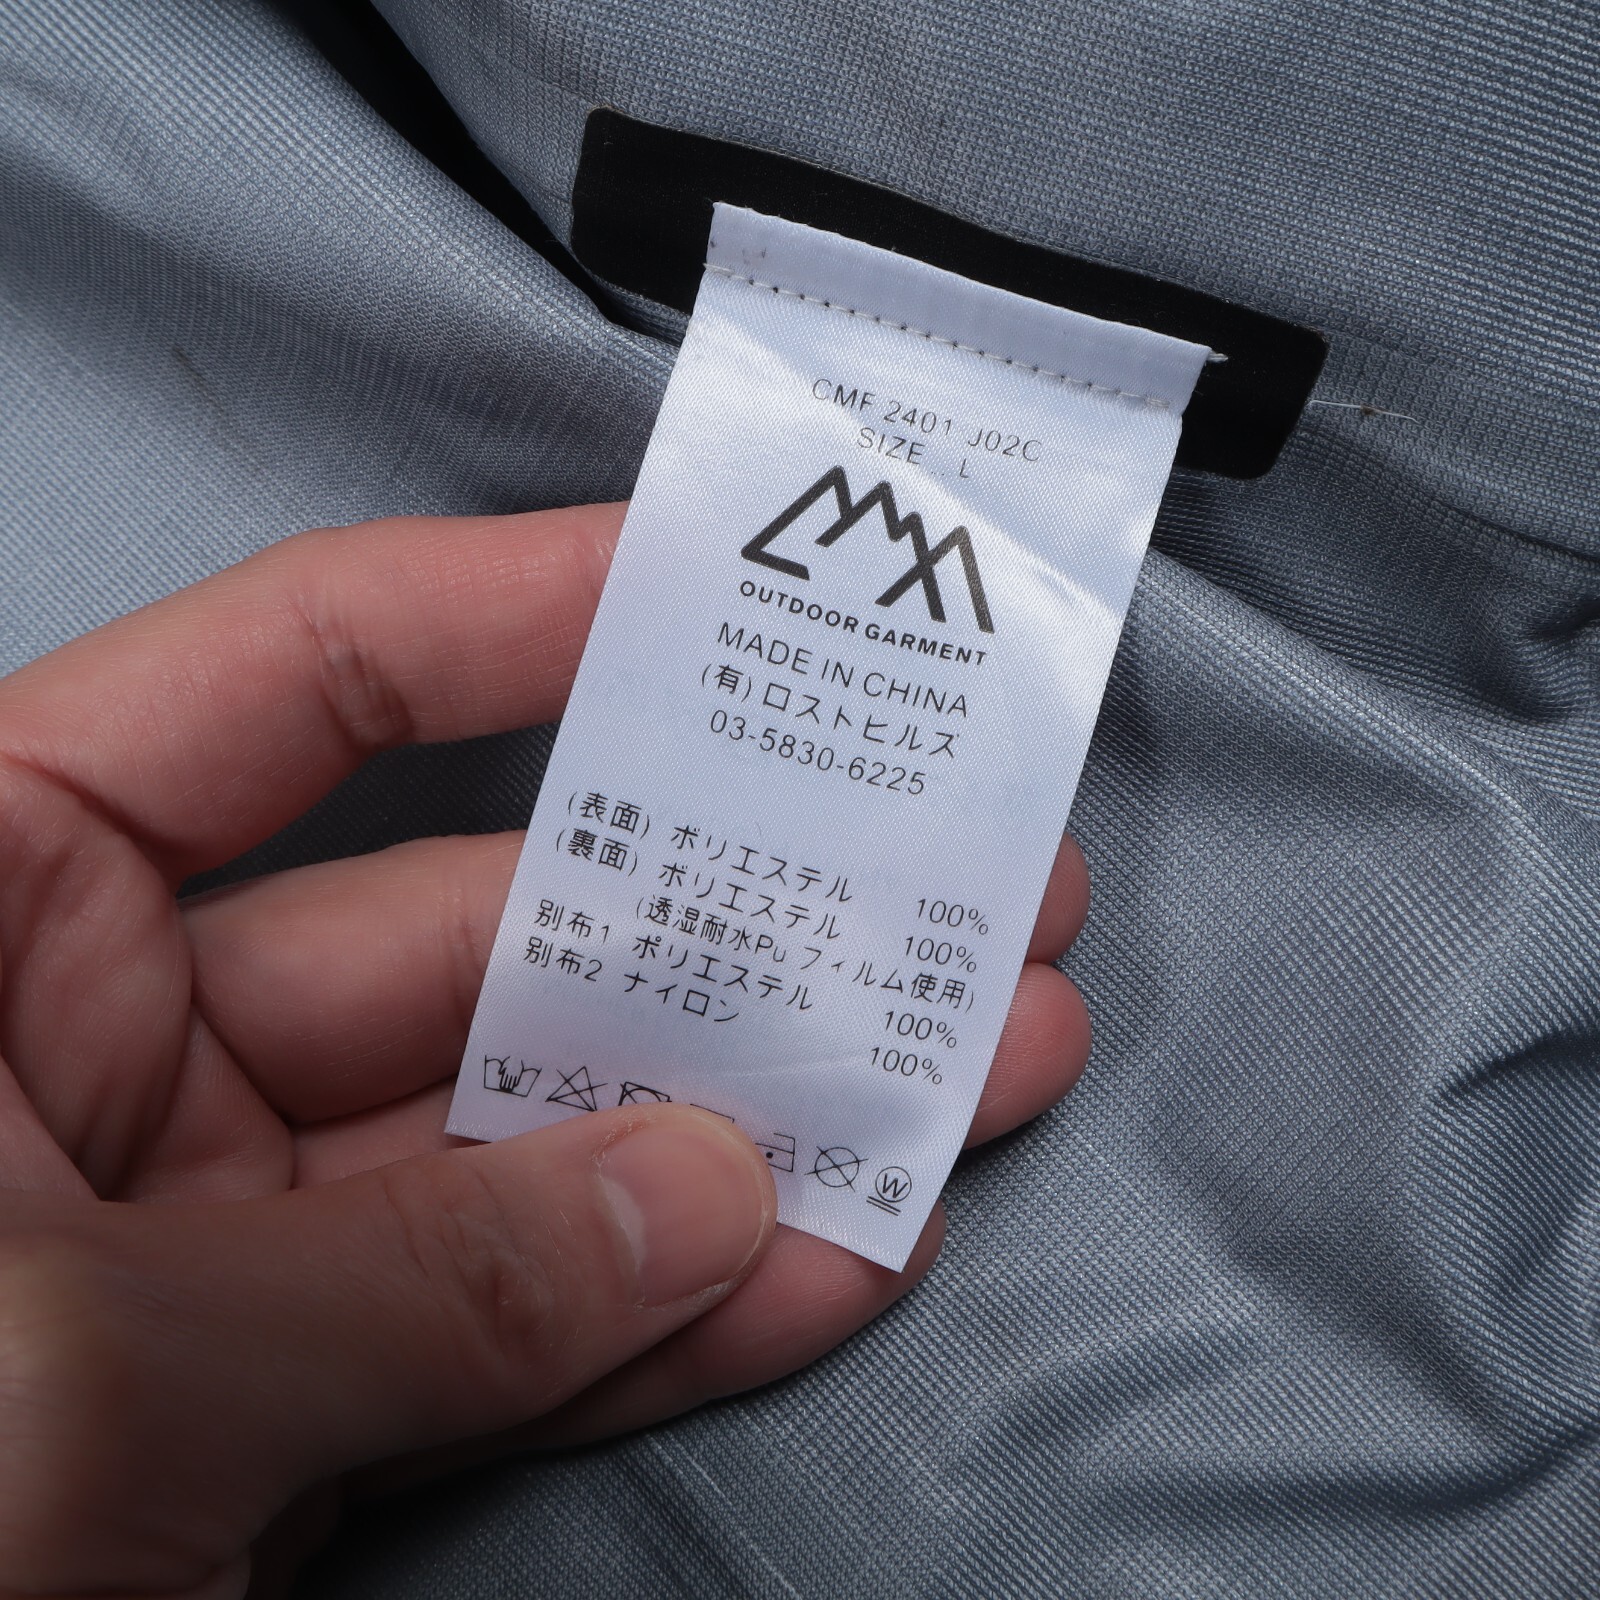 CMF 2401 J02C
SIZE... L
OUTDOOR GARMENT
MADE IN CHINA
(有)ロストヒルズ
03-5830-6225
(表面) ポリエステル 100%
(裏面) ポリエステル 100%
(透湿耐水Pu フィルム使用)
別布1 ポリエステル 100%
別布2 ナイロン 100%
W